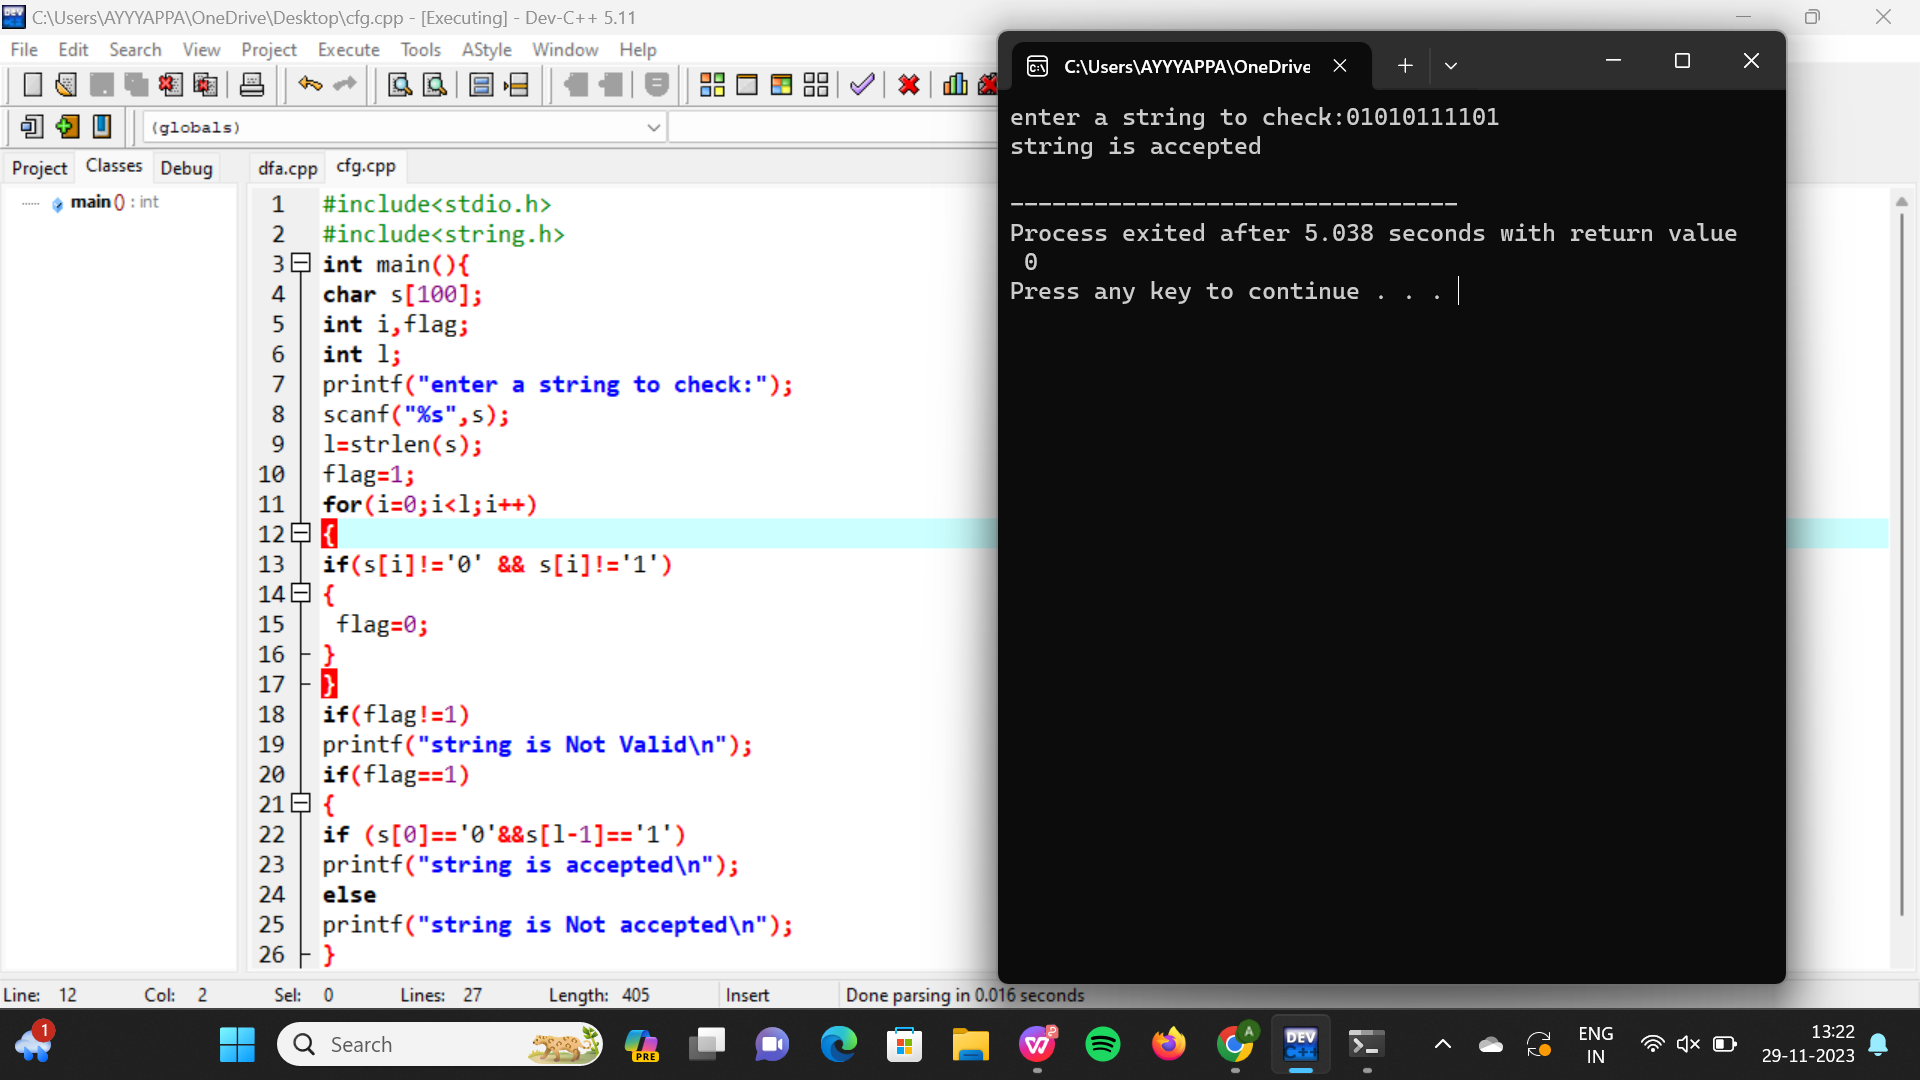 C:\Users\AYYYAPPA\OneDrive\Desktop\cfg.cpp - [Executing] - Dev-C++ 5.11
File Edit Search View Project Execute Tools AStyle Window Help
(globals)
Project Classes Debug
main () : int
dfa.cpp cfg.cpp
1 #include<stdio.h>
2 #include<string.h>
3 int main(){
4 char s[100];
5 int i,flag;
6 int l;
7 printf("enter a string to check:");
8 scanf("%s",s);
9 l=strlen(s);
10 flag=1;
11 for(i=0;i<l;i++)
12 {
13 if(s[i]!='0' && s[i]!='1')
14 {
15 flag=0;
16 }
17 }
18 if(flag!=1)
19 printf("string is Not Valid\n");
20 if(flag==1)
21 {
22 if (s[0]=='0'&&s[l-1]=='1')
23 printf("string is accepted\n");
24 else
25 printf("string is Not accepted\n");
26 }
C:\Users\AYYYAPPA\OneDrive
enter a string to check:01010111101
string is accepted
--------------------------------
Process exited after 5.038 seconds with return value
0
Press any key to continue . . .
Line: 12 Col: 2 Sel: 0 Lines: 27 Length: 405 Insert Done parsing in 0.016 seconds
1
Search
PRE
A
DEV
C++
ENG
IN
13:22
29-11-2023